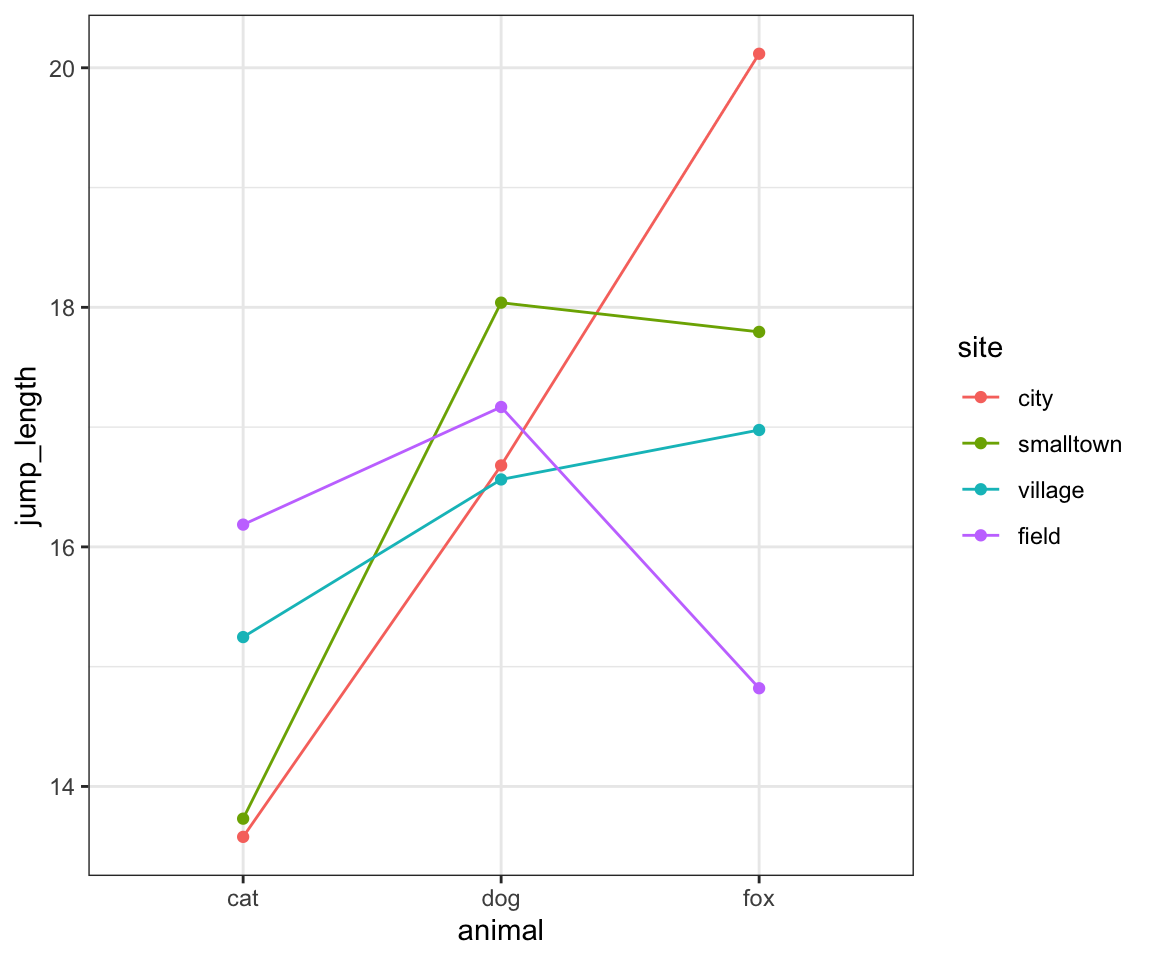 20
18
16
14
jump_length
cat dog fox
animal
site
city
smalltown
village
field